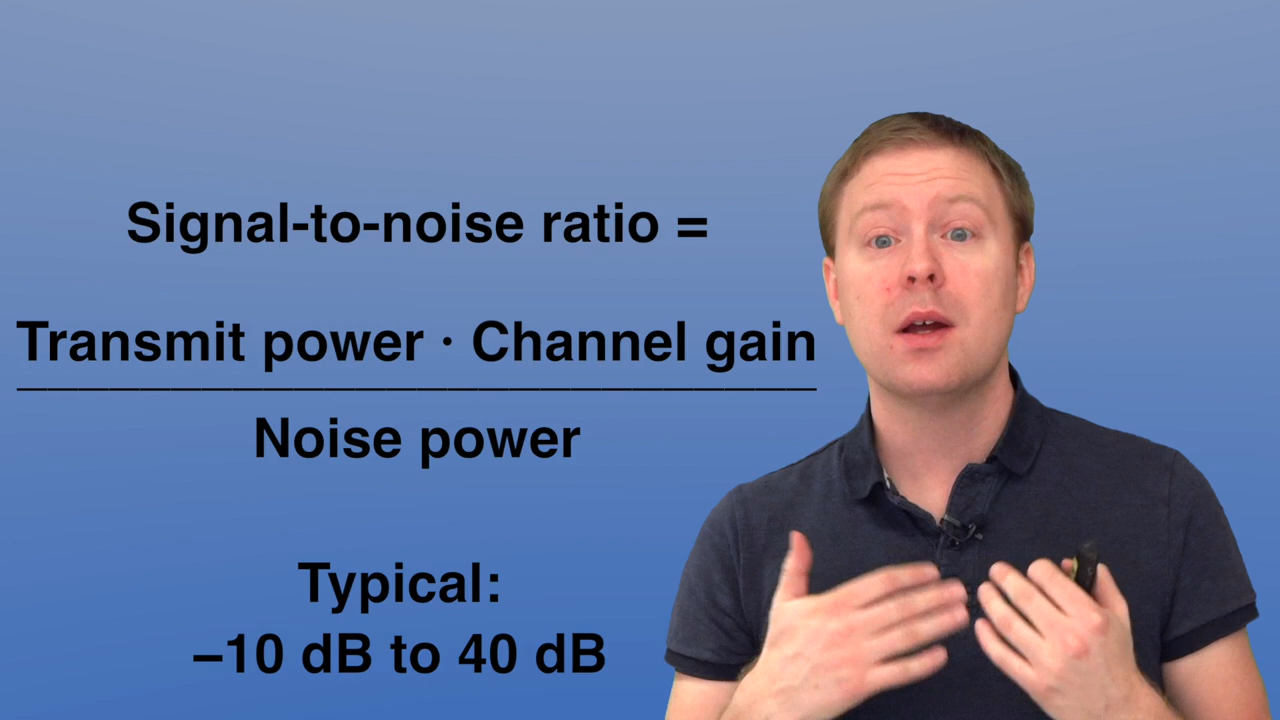 Signal-to-noise ratio =
Transmit power · Channel gain
Noise power
Typical:
–10 dB to 40 dB